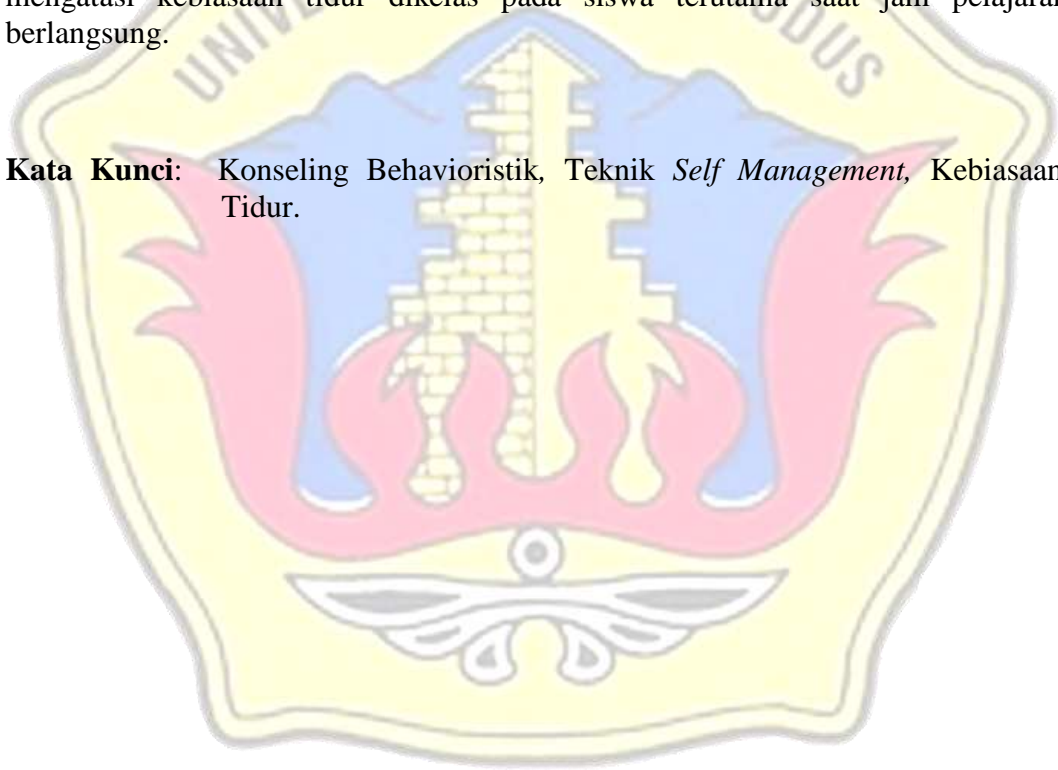 mengatasi kebiasaan tidur dikelas pada siswa terutama saat jam pelajaran
berlangsung.
Kata Kunci: Konseling Behavioristik, Teknik Self Management, Kebiasaan
Tidur.